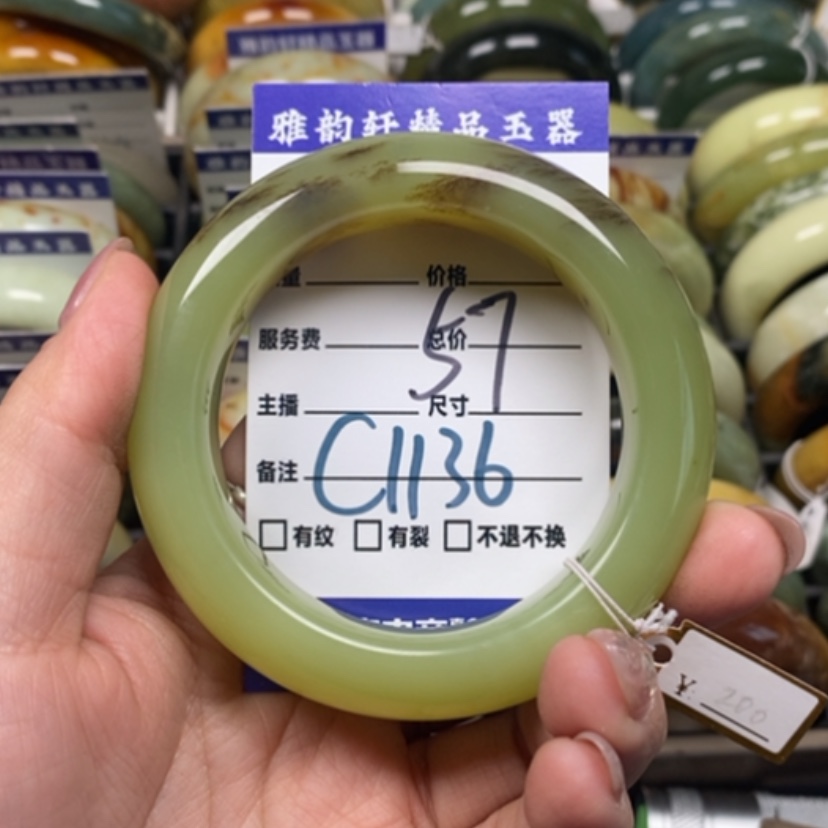 雅韵轩精品玉器
价格
服务费 总价 57
主播 尺寸
备注 C1136
□有纹 □有裂 □不退不换
¥: 200